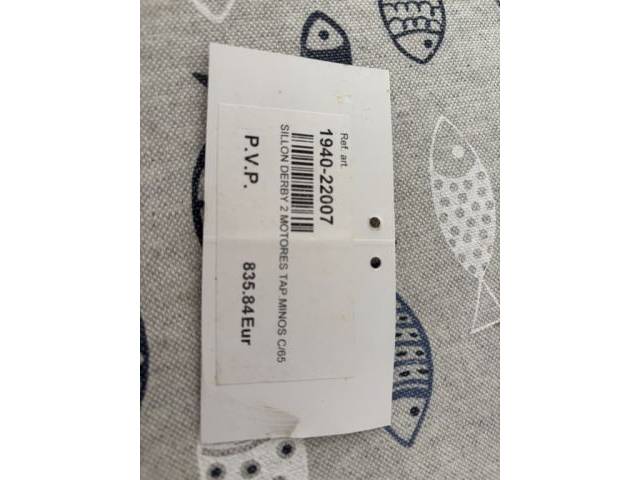 Ref. art.
1940-22007
SILLON DERBY 2 MOTORES TAP.MINOS C/65
P.V.P. 835.84Eur